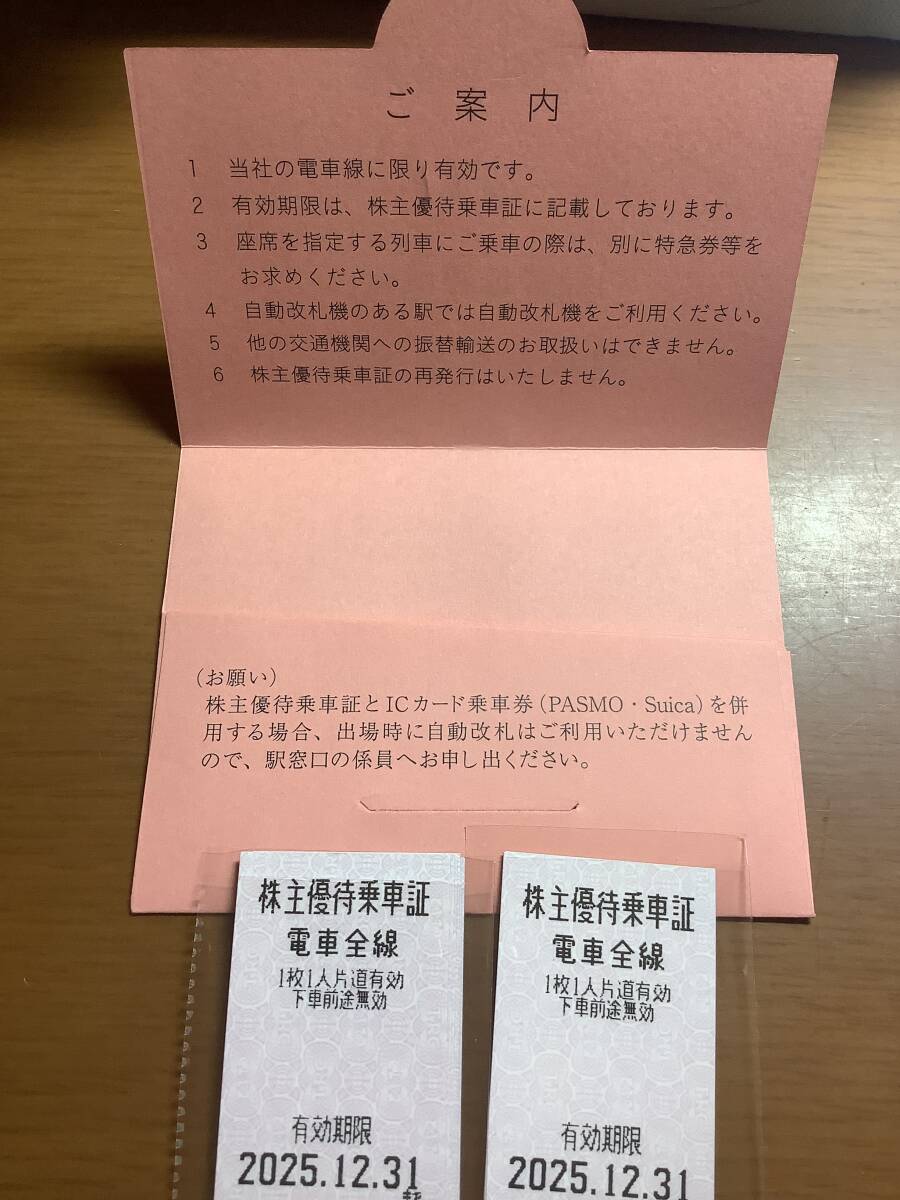 ご案内
1 当社の電車線に限り有効です。
2 有効期限は、株主優待乗車証に記載しております。
3 座席を指定する列車にご乗車の際は、別に特急券等を
お求めください。
4 自動改札機のある駅では自動改札機をご利用ください。
5 他の交通機関への振替輸送のお取扱いはできません。
6 株主優待乗車証の再発行はいたしません。
(お願い)
株主優待乗車証とICカード乗車券(PASMO・Suica)を併
用する場合、出場時に自動改札はご利用いただけません
ので、駅窓口の係員へお申し出ください。
株主優待乗車証
電車全線
1枚1人片道有効
下車前途無効
有効期限
2025.12.31
株主優待乗車証
電車全線
1枚1人片道有効
下車前途無効
有効期限
2025.12.31